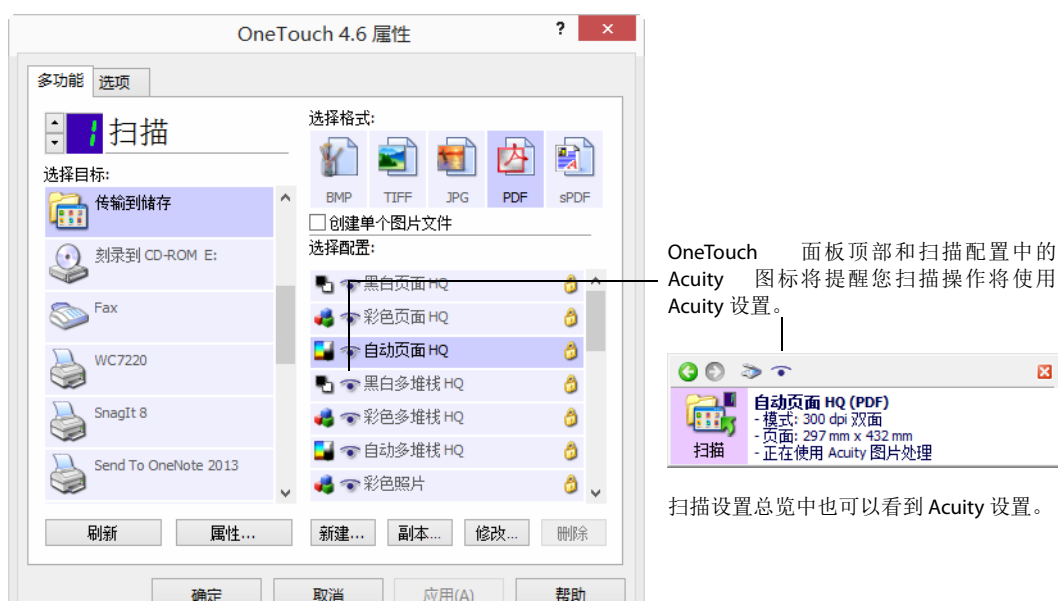 OneTouch 4.6 属性
?
多功能
选项
1 扫描
选择目标:
传输到储存
刻录到 CD-ROM E:
Fax
WC7220
SnagIt 8
Send To OneNote 2013
刷新
属性...
选择格式:
BMP
TIFF
JPG
PDF
sPDF
创建单个图片文件
选择配置:
黑白页面 HQ
彩色页面 HQ
自动页面 HQ
黑白多堆栈 HQ
彩色多堆栈 HQ
自动多堆栈 HQ
彩色照片
新建...
副本...
修改...
删除
确定
取消
应用(A)
帮助
OneTouch 面板顶部和扫描配置中的
Acuity 图标将提醒您扫描操作将使用
Acuity 设置。
扫描
自动页面 HQ (PDF)
- 模式: 300 dpi 双面
- 页面: 297 mm x 432 mm
- 正在使用 Acuity 图片处理
扫描设置总览中也可以看到 Acuity 设置。